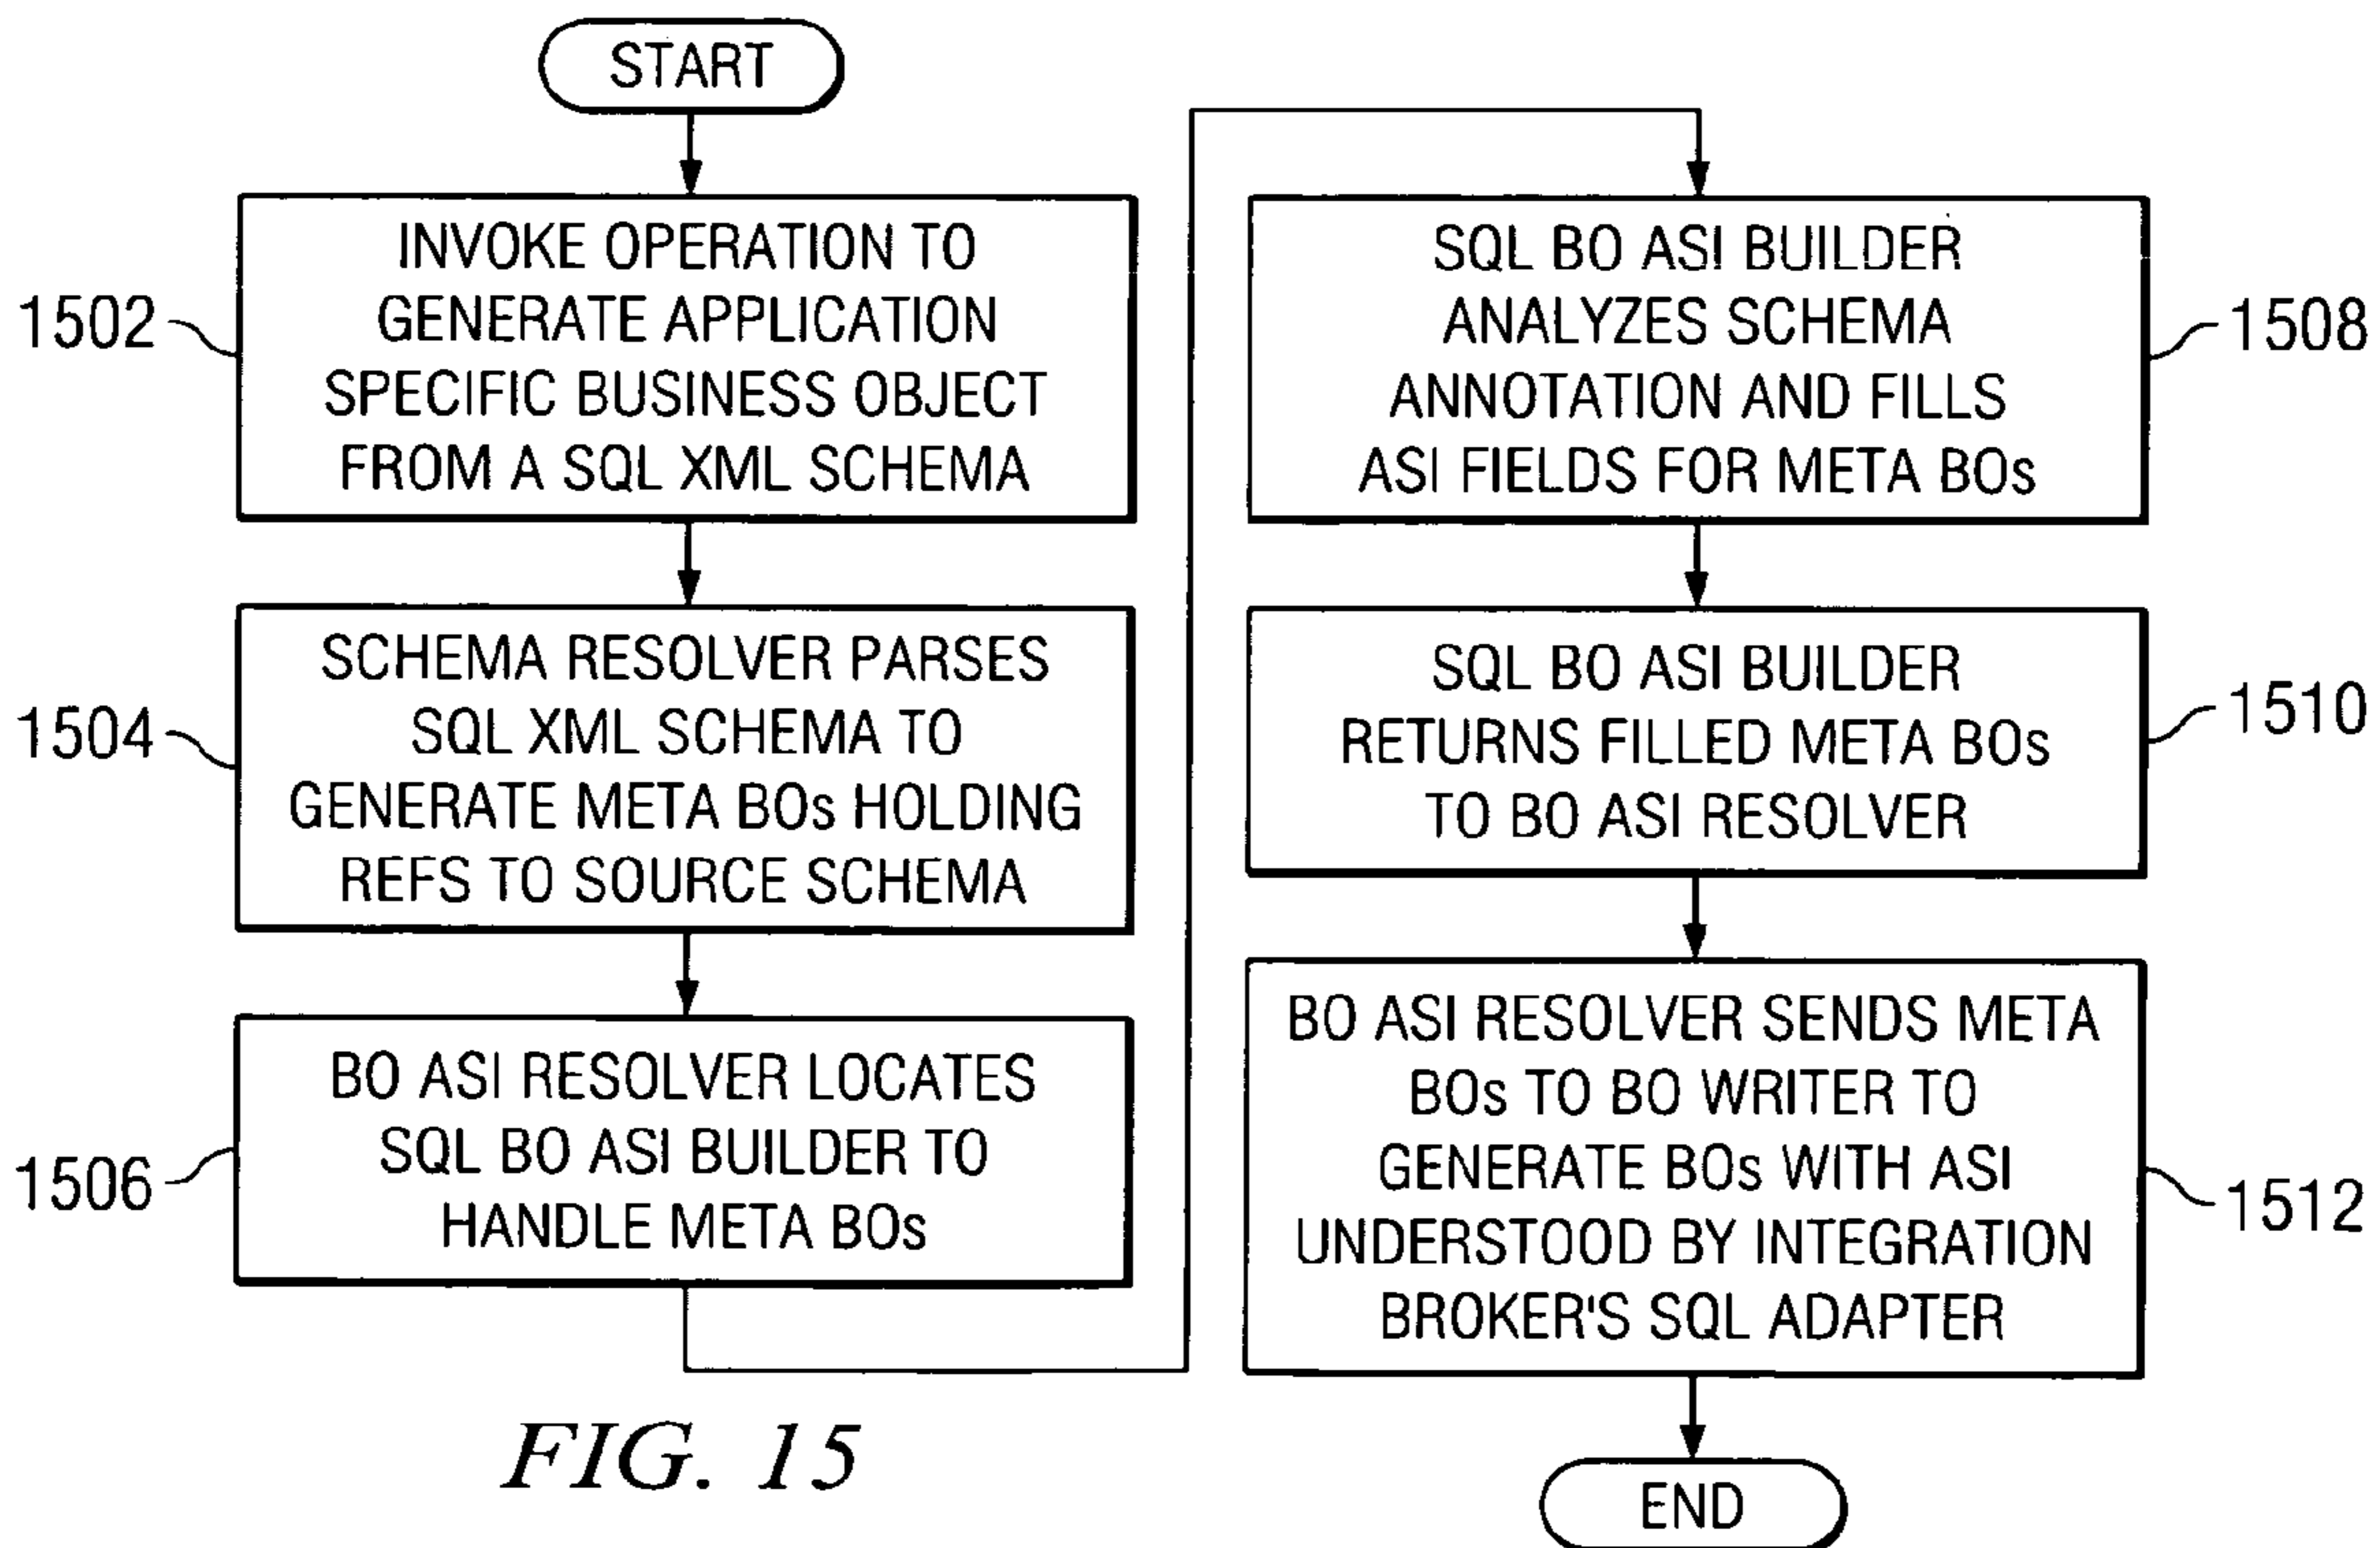 START
1502
INVOKE OPERATION TO
GENERATE APPLICATION
SPECIFIC BUSINESS OBJECT
FROM A SQL XML SCHEMA
1504
SCHEMA RESOLVER PARSES
SQL XML SCHEMA TO
GENERATE META BOs HOLDING
REFS TO SOURCE SCHEMA
1506
BO ASI RESOLVER LOCATES
SQL BO ASI BUILDER TO
HANDLE META BOs
SQL BO ASI BUILDER
ANALYZES SCHEMA
ANNOTATION AND FILLS
ASI FIELDS FOR META BOs
1508
SQL BO ASI BUILDER
RETURNS FILLED META BOs
TO BO ASI RESOLVER
1510
BO ASI RESOLVER SENDS META
BOs TO BO WRITER TO
GENERATE BOs WITH ASI
UNDERSTOOD BY INTEGRATION
BROKER'S SQL ADAPTER
1512
END
FIG. 15